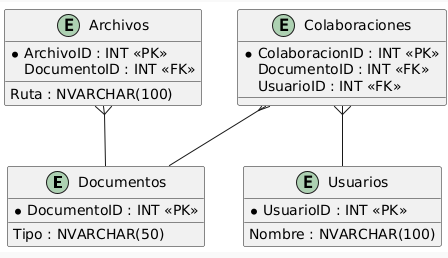 E Archivos
* ArchivoID : INT «PK»
DocumentoID : INT «FK»
Ruta : NVARCHAR(100)
E Colaboraciones
* ColaboracionID : INT «PK»
DocumentoID : INT «FK»
UsuarioID : INT «FK»
E Documentos
* DocumentoID : INT «PK»
Tipo : NVARCHAR(50)
E Usuarios
* UsuarioID : INT «PK»
Nombre : NVARCHAR(100)